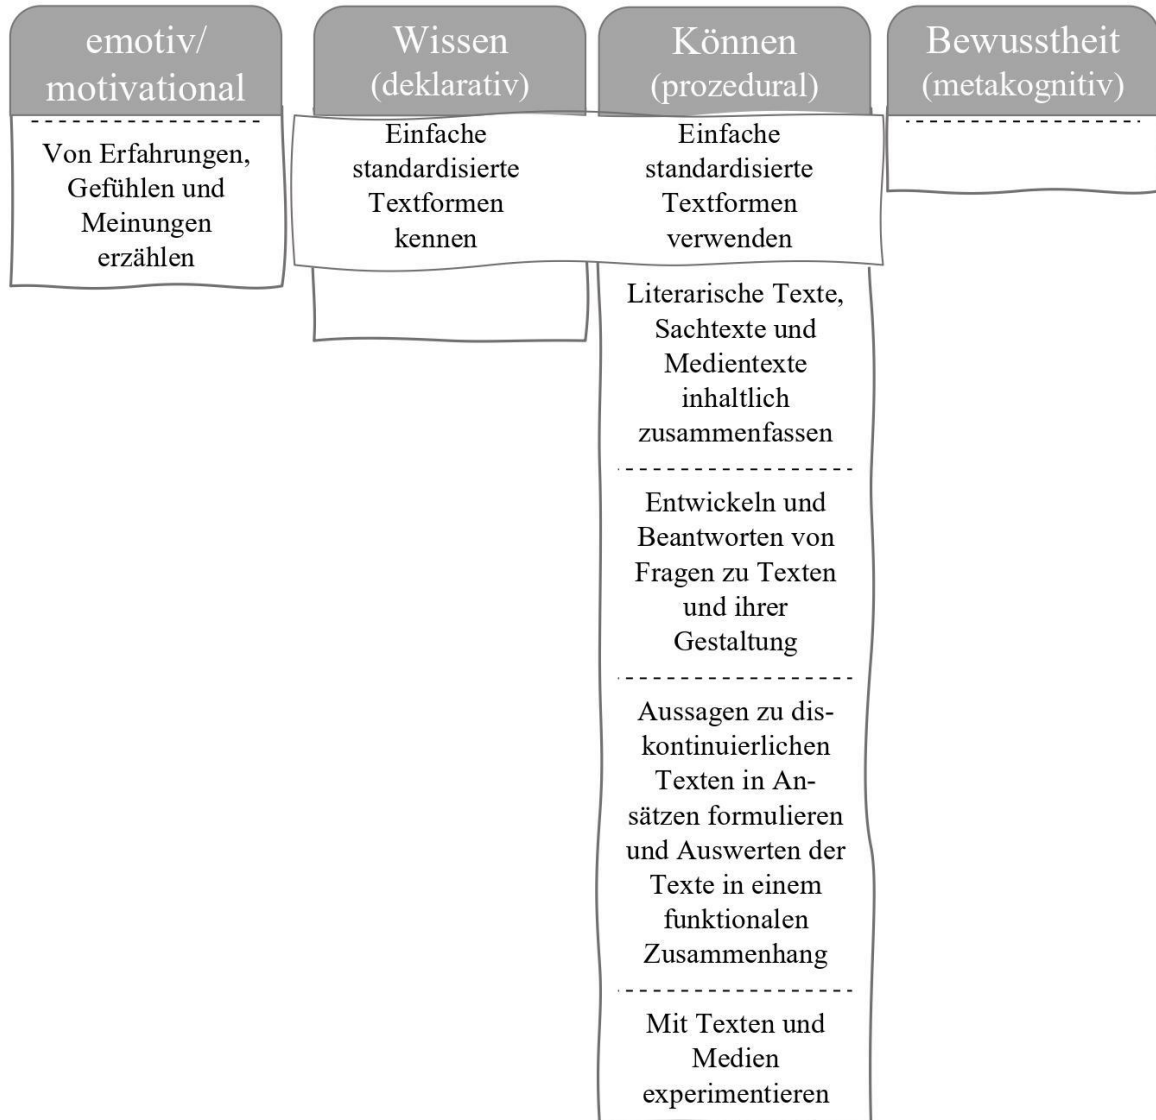 emotiv/
motivational
Von Erfahrungen,
Gefühlen und
Meinungen
erzählen
Wissen
(deklarativ)
Einfache
standardisierte
Textformen
kennen
Können
(prozedural)
Einfache
standardisierte
Textformen
verwenden
Literarische Texte,
Sachtexte und
Medientexte
inhaltlich
zusammenfassen
Entwickeln und
Beantworten von
Fragen zu Texten
und ihrer
Gestaltung
Aussagen zu dis-
kontinuierlichen
Texten in An-
sätzen formulieren
und Auswerten der
Texte in einem
funktionalen
Zusammenhang
Mit Texten und
Medien
experimentieren
Bewusstheit
(metakognitiv)